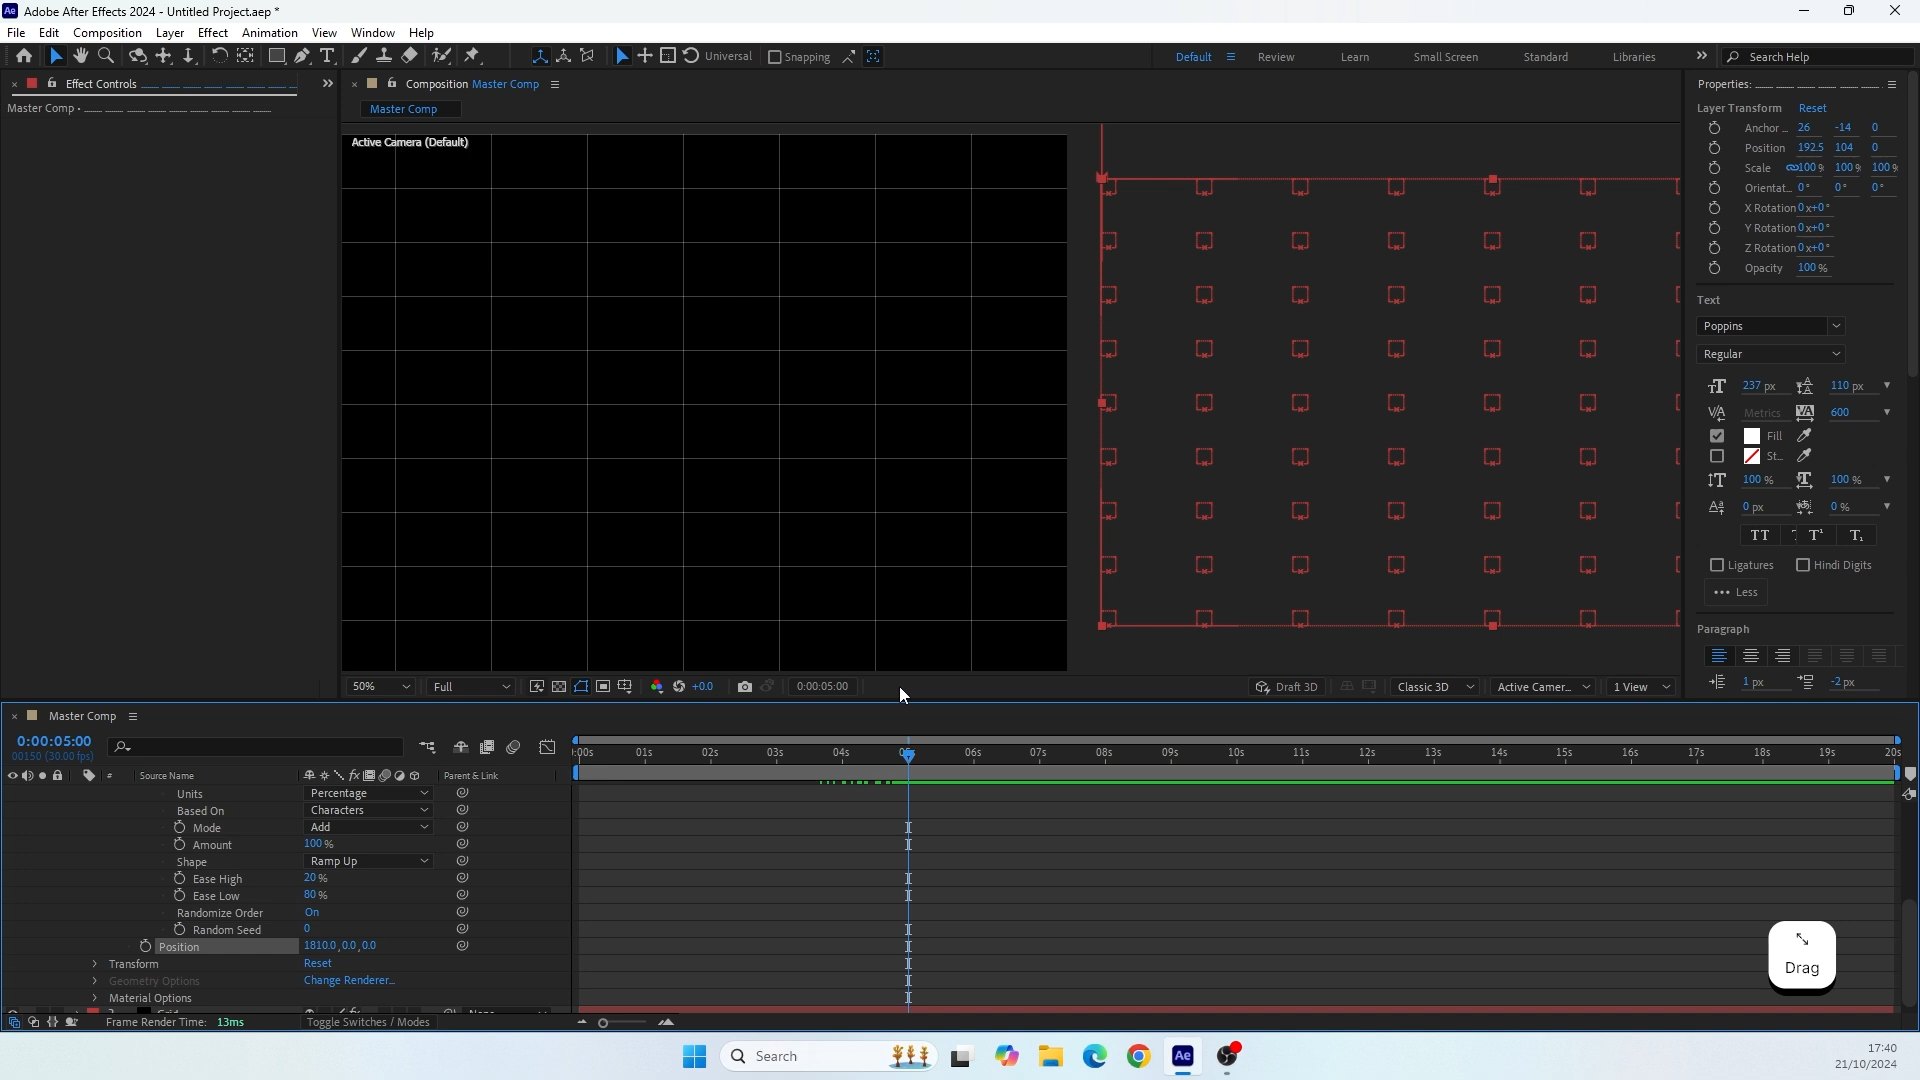 Ae Adobe After Effects 2024 - Untitled Project.aep *
File Edit Composition Layer Effect Animation View Window Help
Universal Snapping Default Review Learn Small Screen Standard Libraries Search Help
Effect Controls
Composition Master Comp
Properties:
Master Comp •
Master Comp
Layer Transform Reset
Active Camera (Default)
Anchor ... 26 -14 0
Position 192.5 104 0
Scale 100% 100% 100%
Orientat... 0° 0° 0°
X Rotation 0x+0°
Y Rotation 0x+0°
Z Rotation 0x+0°
Opacity 100%
Text
Poppins
Regular
237 px 110 px
Metrics 600
Fill
St...
100 % 100 %
0 px 0 %
TT T T¹ T₁
Ligatures Hindi Digits
Less
Paragraph
1 px -2 px
50% Full +0.0 0:00:05:00 Draft 3D Classic 3D Active Camer... 1 View
Master Comp
0:00:05:00
00150 (30.00 fps)
:00s 01s 02s 03s 04s 05s 06s 07s 08s 09s 10s 11s 12s 13s 14s 15s 16s 17s 18s 19s 20s
# Source Name Parent & Link
Units Percentage
Based On Characters
Mode Add
Amount 100%
Shape Ramp Up
Ease High 20%
Ease Low 80%
Randomize Order On
Random Seed 0
Position 1810.0,0.0,0.0
Transform Reset
Geometry Options Change Renderer...
Material Options
Frame Render Time: 13ms Toggle Switches / Modes
Drag
Search
Ae
17:40
21/10/2024